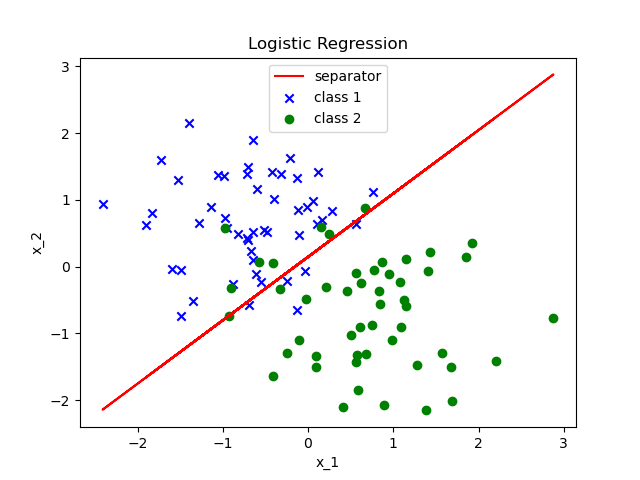 Logistic Regression
separator
class 1
class 2
x_2
3
2
1
0
−1
−2
−2
−1
0
1
2
3
x_1